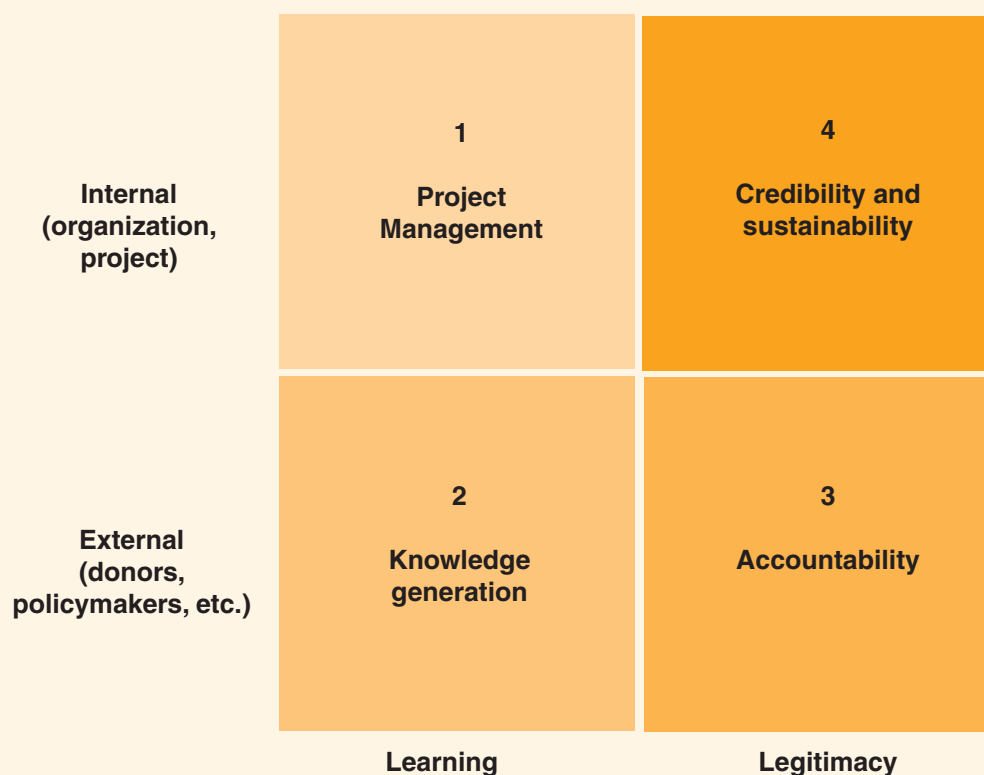 Internal
(organization,
project)
1
Project
Management
4
Credibility and
sustainability
External
(donors,
policymakers, etc.)
2
Knowledge
generation
3
Accountability
Learning
Legitimacy